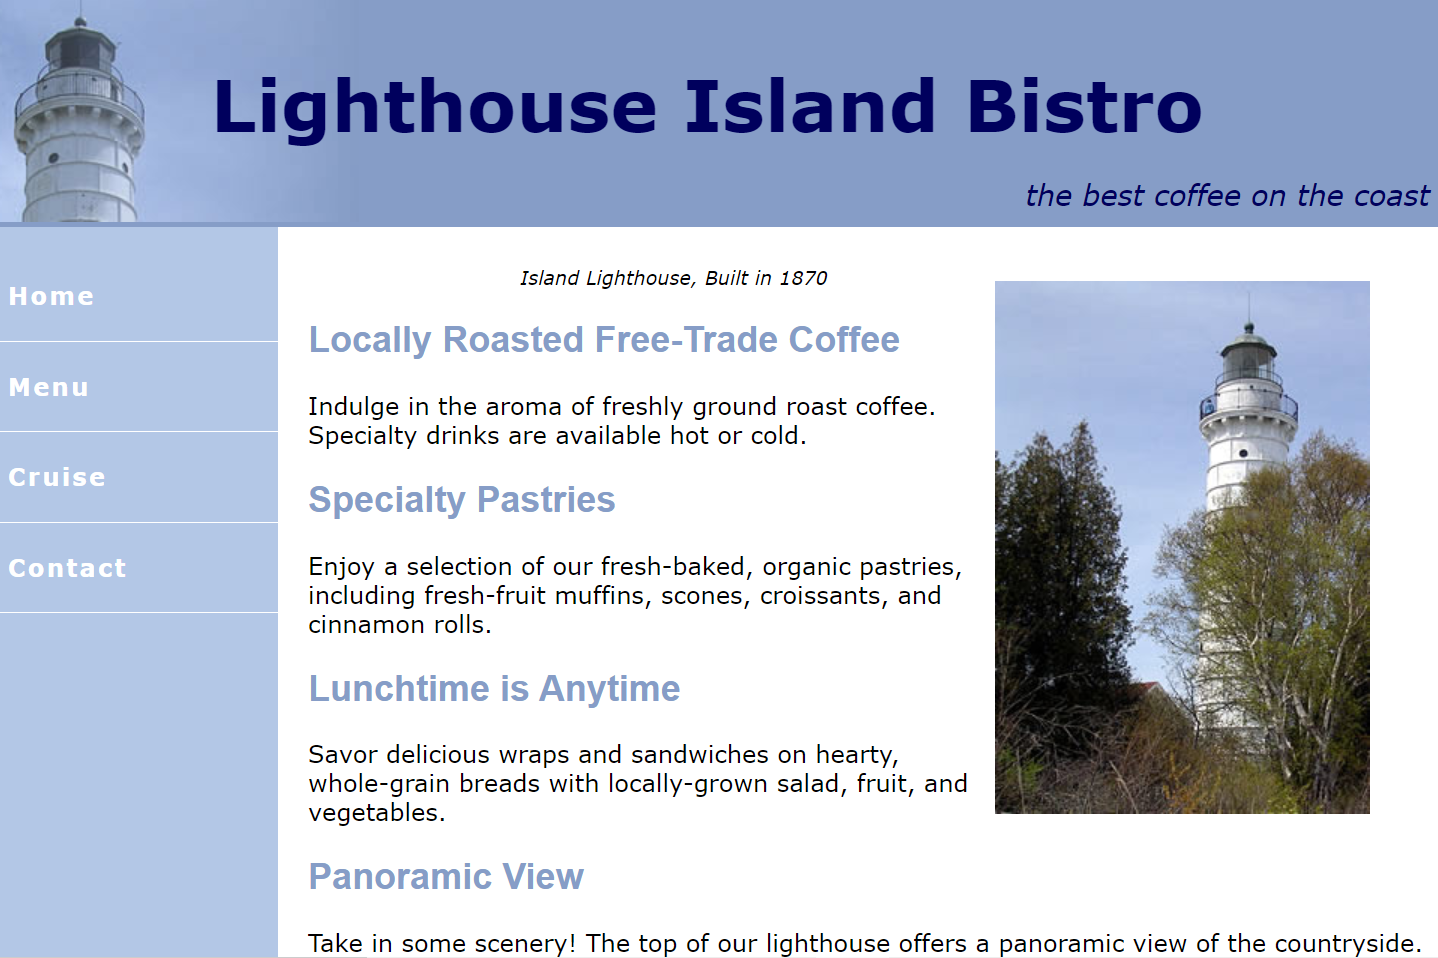 Lighthouse Island Bistro
the best coffee on the coast
Home
Menu
Cruise
Contact
Island Lighthouse, Built in 1870
Locally Roasted Free-Trade Coffee
Indulge in the aroma of freshly ground roast coffee.
Specialty drinks are available hot or cold.
Specialty Pastries
Enjoy a selection of our fresh-baked, organic pastries,
including fresh-fruit muffins, scones, croissants, and
cinnamon rolls.
Lunchtime is Anytime
Savor delicious wraps and sandwiches on hearty,
whole-grain breads with locally-grown salad, fruit, and
vegetables.
Panoramic View
Take in some scenery! The top of our lighthouse offers a panoramic view of the countryside.